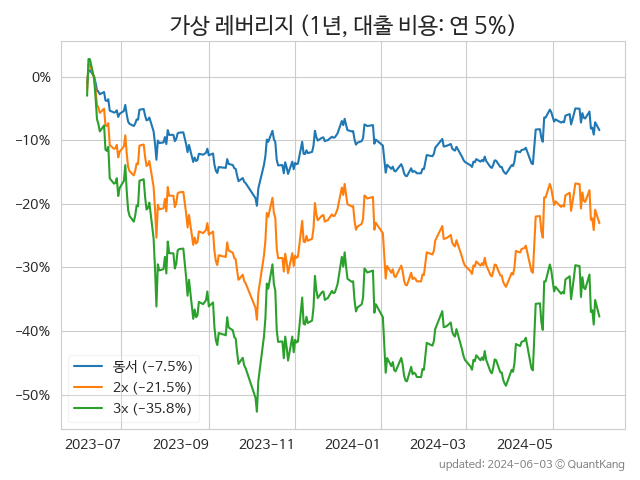 가상 레버리지 (1년, 대출 비용: 연 5%)
0%
−10%
−20%
−30%
−40%
−50%
동서 (−7.5%)
2x (−21.5%)
3x (−35.8%)
2023-07 2023-09 2023-11 2024-01 2024-03 2024-05
updated: 2024-06-03 ⓒ QuantKang